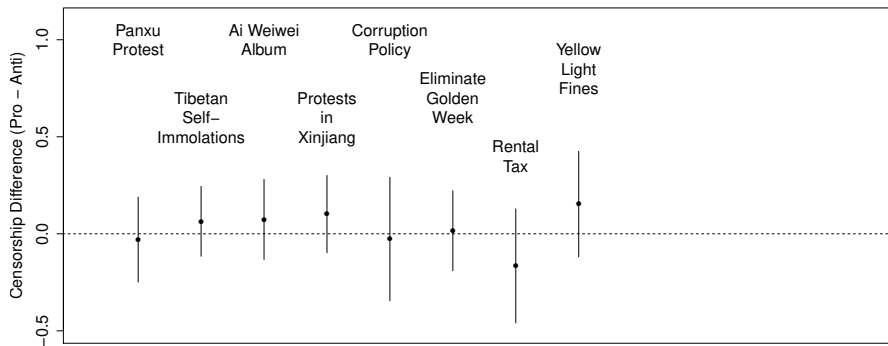 Censorship Difference (Pro − Anti)
1.0
0.5
0.0
−0.5
Panxu
Protest
Tibetan
Self−
Immolations
Ai Weiwei
Album
Protests
in
Xinjiang
Corruption
Policy
Eliminate
Golden
Week
Rental
Tax
Yellow
Light
Fines